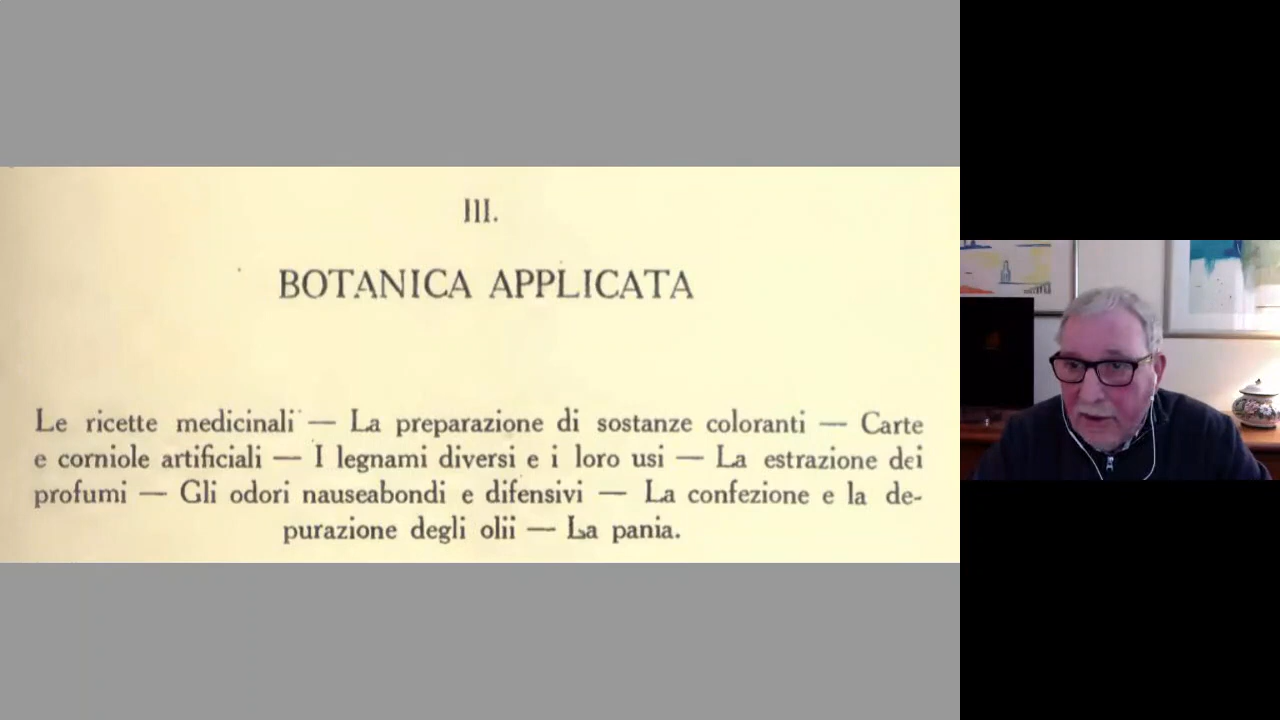 III.
BOTANICA APPLICATA
Le ricette medicinali — La preparazione di sostanze coloranti — Carte
e corniole artificiali — I legnami diversi e i loro usi — La estrazione dei
profumi — Gli odori nauseabondi e difensivi — La confezione e la de-
purazione degli olii — La pania.